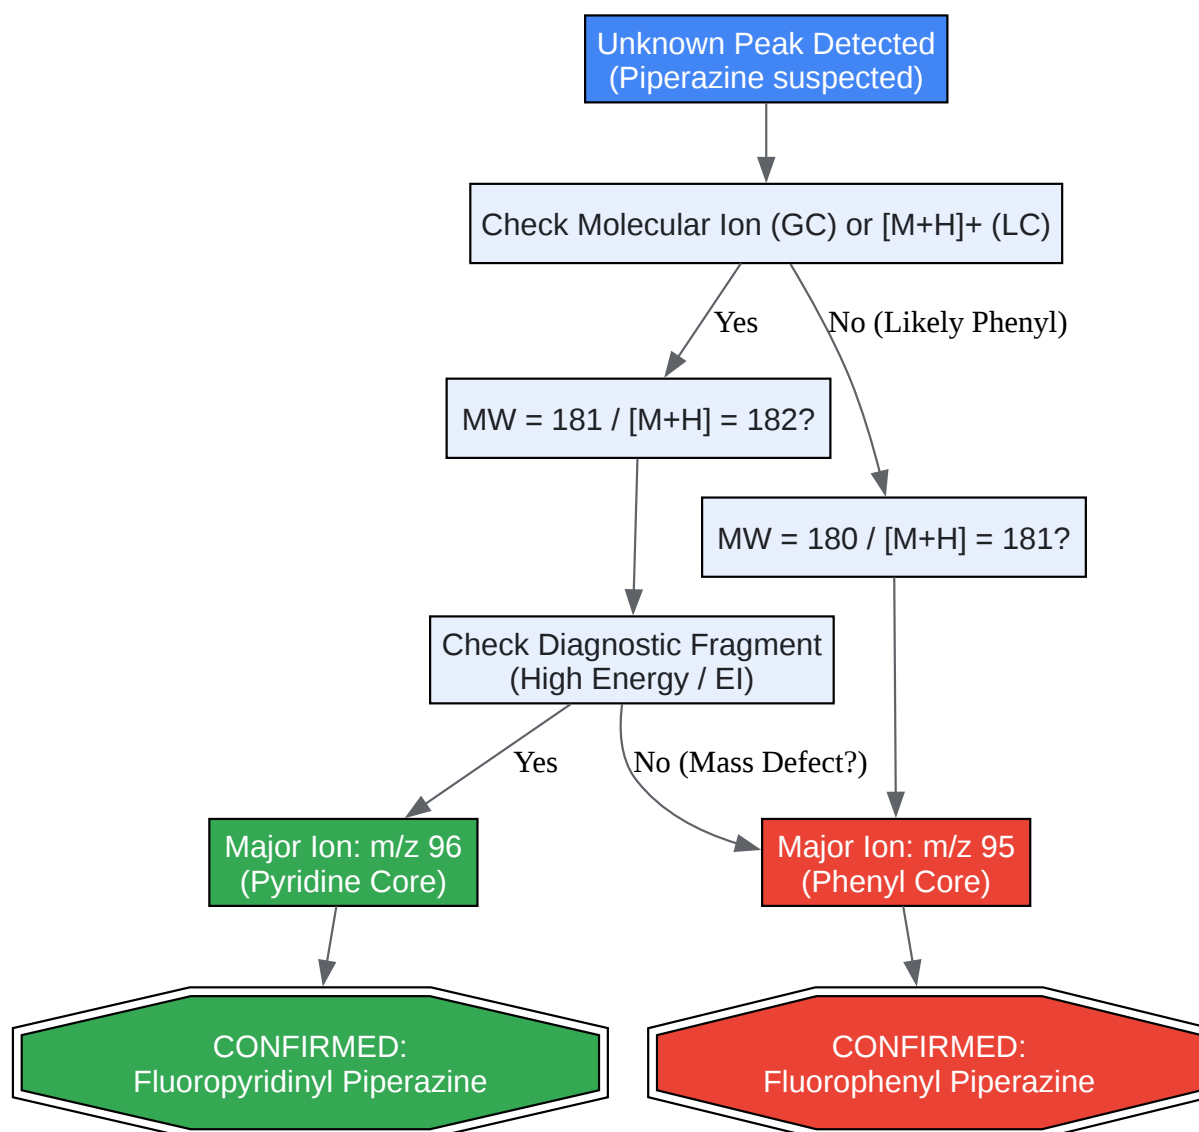 Unknown Peak Detected
(Piperazine suspected)
Check Molecular Ion (GC) or [M+H]+ (LC)
Yes
No (Likely Phenyl)
MW = 181 / [M+H] = 182?
MW = 180 / [M+H] = 181?
Check Diagnostic Fragment
(High Energy / EI)
Yes
No (Mass Defect?)
Major Ion: m/z 96
(Pyridine Core)
Major Ion: m/z 95
(Phenyl Core)
CONFIRMED:
Fluoropyridinyl Piperazine
CONFIRMED:
Fluorophenyl Piperazine